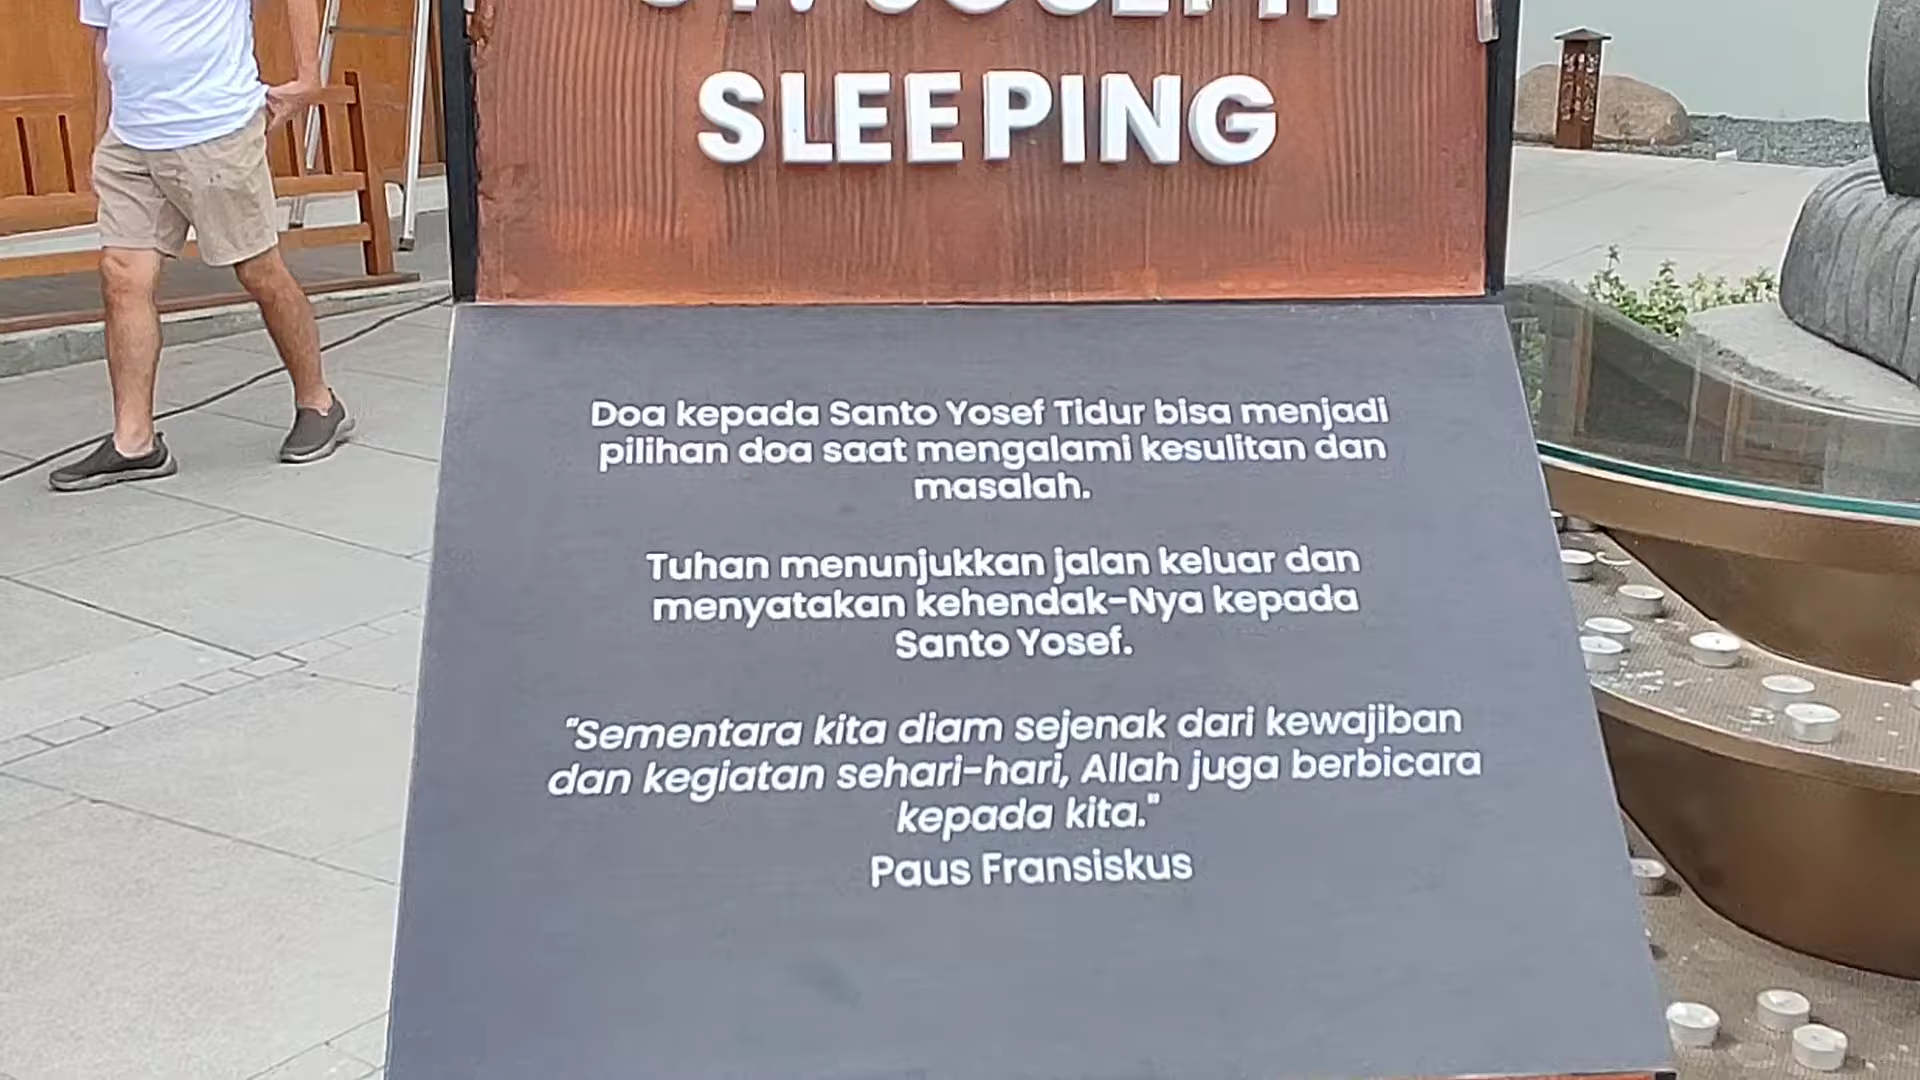 ST. JOSEPH
SLEEPING
Doa kepada Santo Yosef Tidur bisa menjadi
pilihan doa saat mengalami kesulitan dan
masalah.
Tuhan menunjukkan jalan keluar dan
menyatakan kehendak-Nya kepada
Santo Yosef.
"Sementara kita diam sejenak dari kewajiban
dan kegiatan sehari-hari, Allah juga berbicara
kepada kita."
Paus Fransiskus